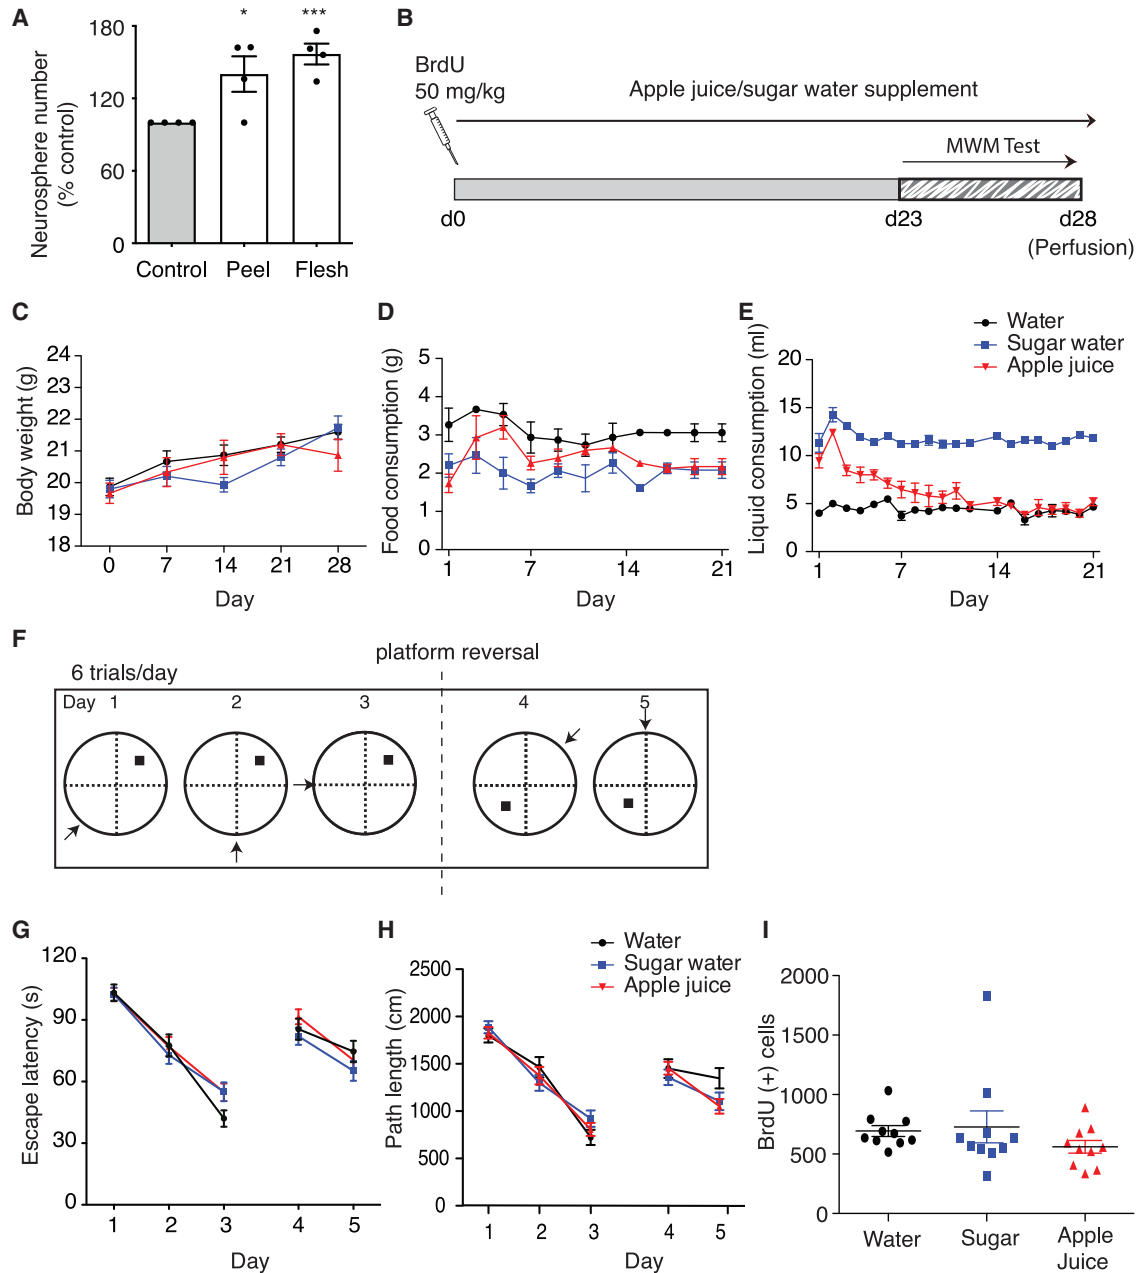 A
180
120
60
0
Neurosphere number
(% control)
*
***
Control
Peel
Flesh
B
BrdU
50 mg/kg
Apple juice/sugar water supplement
MWM Test
d0
d23
d28
(Perfusion)
C
Body weight (g)
24
23
22
21
20
19
18
0
7
14
21
28
Day
D
Food consumption (g)
5
4
3
2
1
0
1
7
14
21
Day
E
Liquid consumption (ml)
20
15
10
5
0
1
7
14
21
Day
Water
Sugar water
Apple juice
F
platform reversal
6 trials/day
Day 1
2
3
4
5
G
Escape latency (s)
120
90
60
30
0
1
2
3
4
5
Day
H
Path length (cm)
2500
2000
1500
1000
500
0
1
2
3
4
5
Day
Water
Sugar water
Apple juice
I
BrdU (+) cells
2000
1500
1000
500
0
Water
Sugar
Apple
Juice